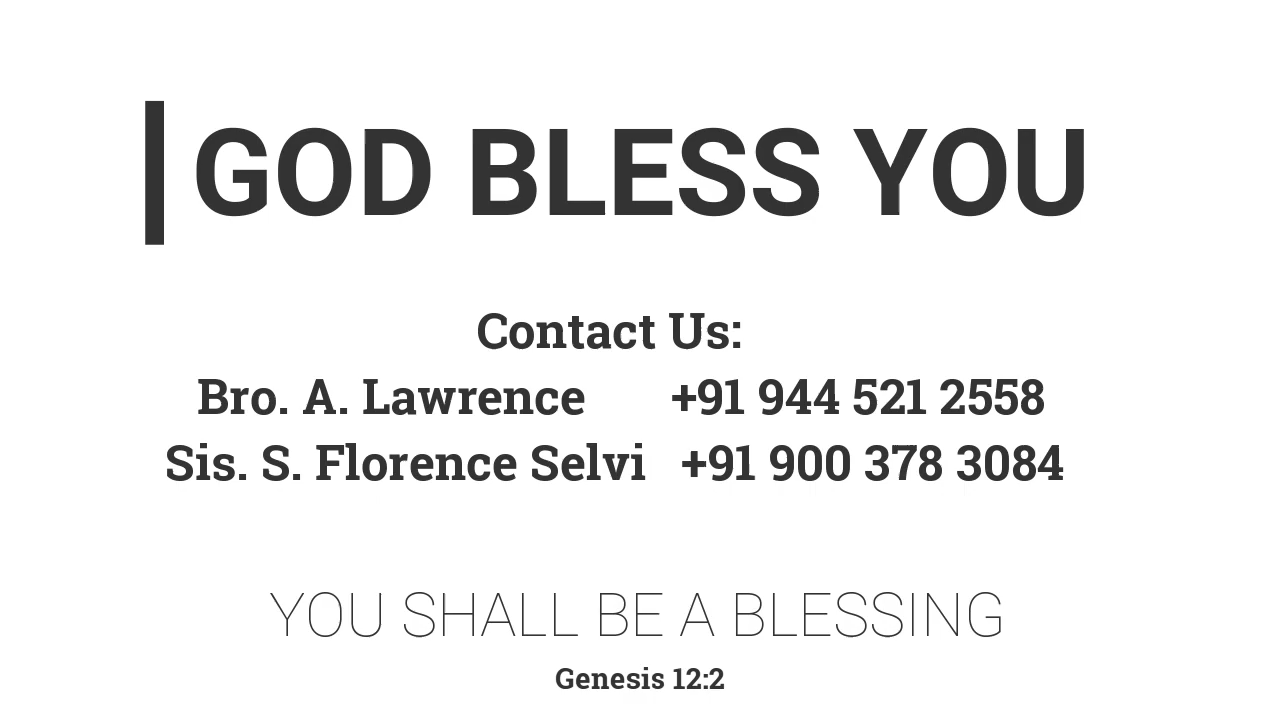 GOD BLESS YOU
Contact Us:
Bro. A. Lawrence +91 944 521 2558
Sis. S. Florence Selvi +91 900 378 3084
YOU SHALL BE A BLESSING
Genesis 12:2